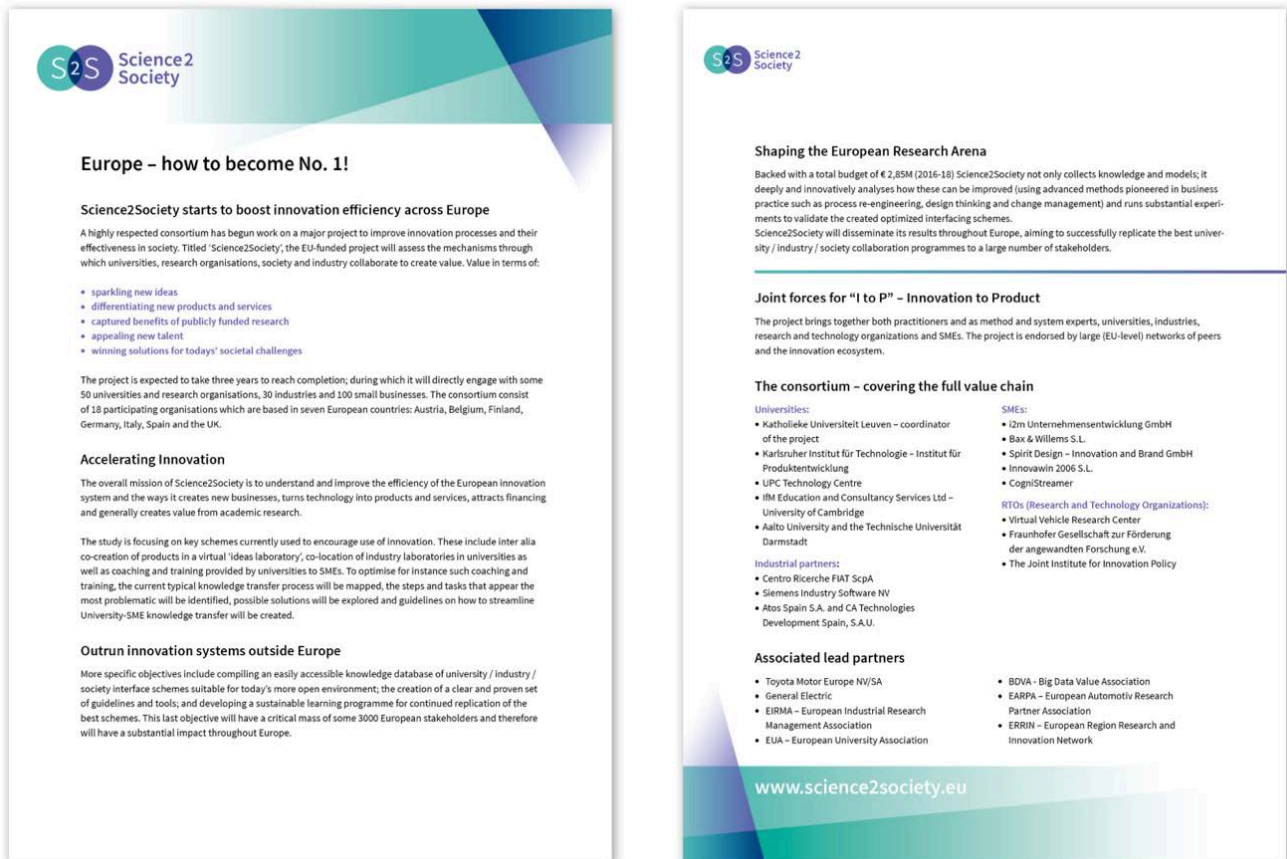 S2S Science2
Society
Europe – how to become No. 1!
Science2Society starts to boost innovation efficiency across Europe
A highly respected consortium has begun work on a major project to improve innovation processes and their
effectiveness in society. Titled ‘Science2Society’, the EU-funded project will assess the mechanisms through
which universities, research organisations, society and industry collaborate to create value. Value in terms of:
• sparkling new ideas
• differentiating new products and services
• captured benefits of publicly funded research
• appealing new talent
• winning solutions for todays’ societal challenges
The project is expected to take three years to reach completion; during which it will directly engage with some
50 universities and research organisations, 30 industries and 100 small businesses. The consortium consist
of 18 participating organisations which are based in seven European countries: Austria, Belgium, Finland,
Germany, Italy, Spain and the UK.
Accelerating Innovation
The overall mission of Science2Society is to understand and improve the efficiency of the European innovation
system and the ways it creates new businesses, turns technology into products and services, attracts financing
and generally creates value from academic research.
The study is focusing on key schemes currently used to encourage use of innovation. These include inter alia
co-creation of products in a virtual ‘ideas laboratory’, co-location of industry laboratories in universities as
well as coaching and training provided by universities to SMEs. To optimise for instance such coaching and
training, the current typical knowledge transfer process will be mapped, the steps and tasks that appear the
most problematic will be identified, possible solutions will be explored and guidelines on how to streamline
University-SME knowledge transfer will be created.
Outrun innovation systems outside Europe
More specific objectives include compiling an easily accessible knowledge database of university / industry /
society interface schemes suitable for today’s more open environment; the creation of a clear and proven set
of guidelines and tools; and developing a sustainable learning programme for continued replication of the
best schemes. This last objective will have a critical mass of some 3000 European stakeholders and therefore
will have a substantial impact throughout Europe.
S2S Science2
Society
Shaping the European Research Arena
Backed with a total budget of € 2,85M (2016-18) Science2Society not only collects knowledge and models; it
deeply and innovatively analyses how these can be improved (using advanced methods pioneered in business
practice such as process re-engineering, design thinking and change management) and runs substantial experi-
ments to validate the created optimized interfacing schemes.
Science2Society will disseminate its results throughout Europe, aiming to successfully replicate the best univer-
sity / industry / society collaboration programmes to a large number of stakeholders.
Joint forces for “I to P” – Innovation to Product
The project brings together both practitioners and as method and system experts, universities, industries,
research and technology organizations and SMEs. The project is endorsed by large (EU-level) networks of peers
and the innovation ecosystem.
The consortium – covering the full value chain
Universities:
• Katholieke Universiteit Leuven – coordinator
of the project
• Karlsruher Institut für Technologie – Institut für
Produktentwicklung
• UPC Technology Centre
• IfM Education and Consultancy Services Ltd –
University of Cambridge
• Aalto University and the Technische Universität
Darmstadt
Industrial partners:
• Centro Ricerche FIAT ScpA
• Siemens Industry Software NV
• Atos Spain S.A. and CA Technologies
Development Spain, S.A.U.
SMEs:
• i2m Unternehmensentwicklung GmbH
• Bax & Willems S.L.
• Spirit Design – Innovation and Brand GmbH
• Innovawin 2006 S.L.
• CogniStreamer
RTOs (Research and Technology Organizations):
• Virtual Vehicle Research Center
• Fraunhofer Gesellschaft zur Förderung
der angewandten Forschung e.V.
• The Joint Institute for Innovation Policy
Associated lead partners
• Toyota Motor Europe NV/SA
• General Electric
• EIRMA – European Industrial Research
Management Association
• EUA – European University Association
• BDVA - Big Data Value Association
• EARPA – European Automotiv Research
Partner Association
• ERRIN – European Region Research and
Innovation Network
www.science2society.eu